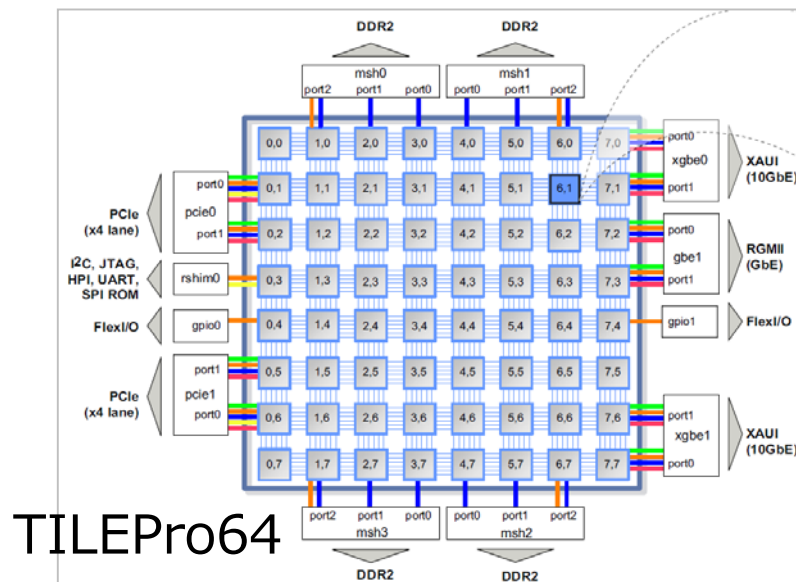 DDR2 DDR2
msh0 msh1
port2 port1 port0 port0 port1 port2
0,0 1,0 2,0 3,0 4,0 5,0 6,0 7,0
port0
xgbe0
port1
XAUI
(10GbE)
0,1 1,1 2,1 3,1 4,1 5,1 6,1 7,1
PCIe
(x4 lane)
port0
pcie0
port1
0,2 1,2 2,2 3,2 4,2 5,2 6,2 7,2
port0
gbe1
port1
RGMII
(GbE)
I²C, JTAG,
HPI, UART,
SPI ROM
rshim0
0,3 1,3 2,3 3,3 4,3 5,3 6,3 7,3
FlexI/O gpio0
0,4 1,4 2,4 3,4 4,4 5,4 6,4 7,4
gpio1 FlexI/O
PCIe
(x4 lane)
port1
pcie1
port0
0,5 1,5 2,5 3,5 4,5 5,5 6,5 7,5
0,6 1,6 2,6 3,6 4,6 5,6 6,6 7,6
port1
xgbe1
port0
XAUI
(10GbE)
0,7 1,7 2,7 3,7 4,7 5,7 6,7 7,7
port2 port1 port0 port0 port1 port2
msh3 msh2
DDR2 DDR2
TILEPro64